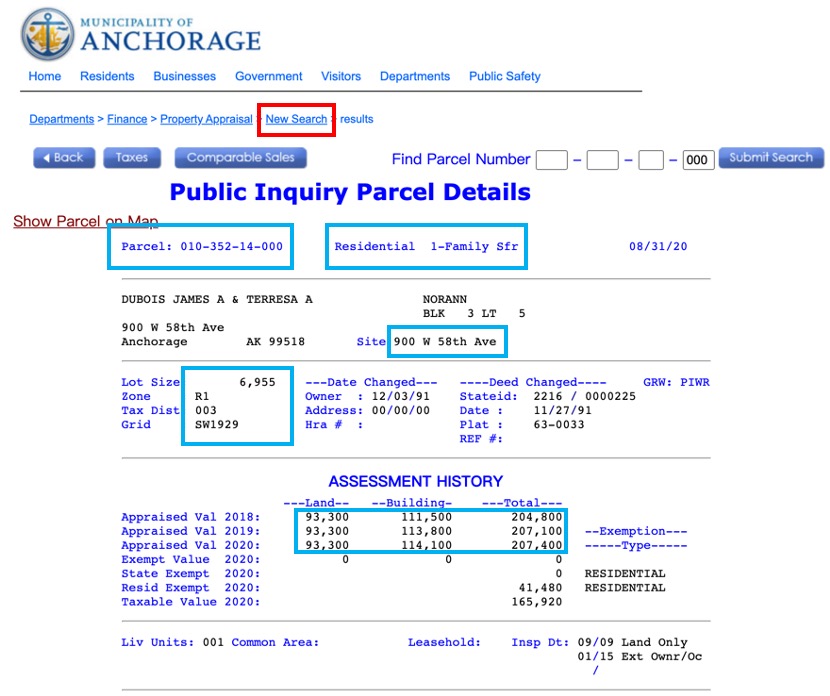 MUNICIPALITY OF
ANCHORAGE
Home Residents Businesses Government Visitors Departments Public Safety
Departments > Finance > Property Appraisal > New Search > results
Back Taxes Comparable Sales Find Parcel Number – – – 000 Submit Search
Public Inquiry Parcel Details
Show Parcel on Map
Parcel: 010-352-14-000 Residential 1-Family Sfr 08/31/20
DUBOIS JAMES A & TERRESA A NORANN
BLK 3 LT 5
900 W 58th Ave
Anchorage AK 99518 Site 900 W 58th Ave
Lot Size 6,955 ---Date Changed--- ----Deed Changed---- GRW: PIWR
Zone R1 Owner : 12/03/91 Stateid: 2216 / 0000225
Tax Dist 003 Address: 00/00/00 Date : 11/27/91
Grid SW1929 Hra # : Plat : 63-0033
REF #:
ASSESSMENT HISTORY
---Land-- --Building- ---Total---
Appraised Val 2018: 93,300 111,500 204,800
Appraised Val 2019: 93,300 113,800 207,100 --Exemption---
Appraised Val 2020: 93,300 114,100 207,400 -----Type-----
Exempt Value 2020: 0 0 0
State Exempt 2020: 0 RESIDENTIAL
Resid Exempt 2020: 41,480 RESIDENTIAL
Taxable Value 2020: 165,920
Liv Units: 001 Common Area: Leasehold: Insp Dt: 09/09 Land Only
01/15 Ext Ownr/Oc
/